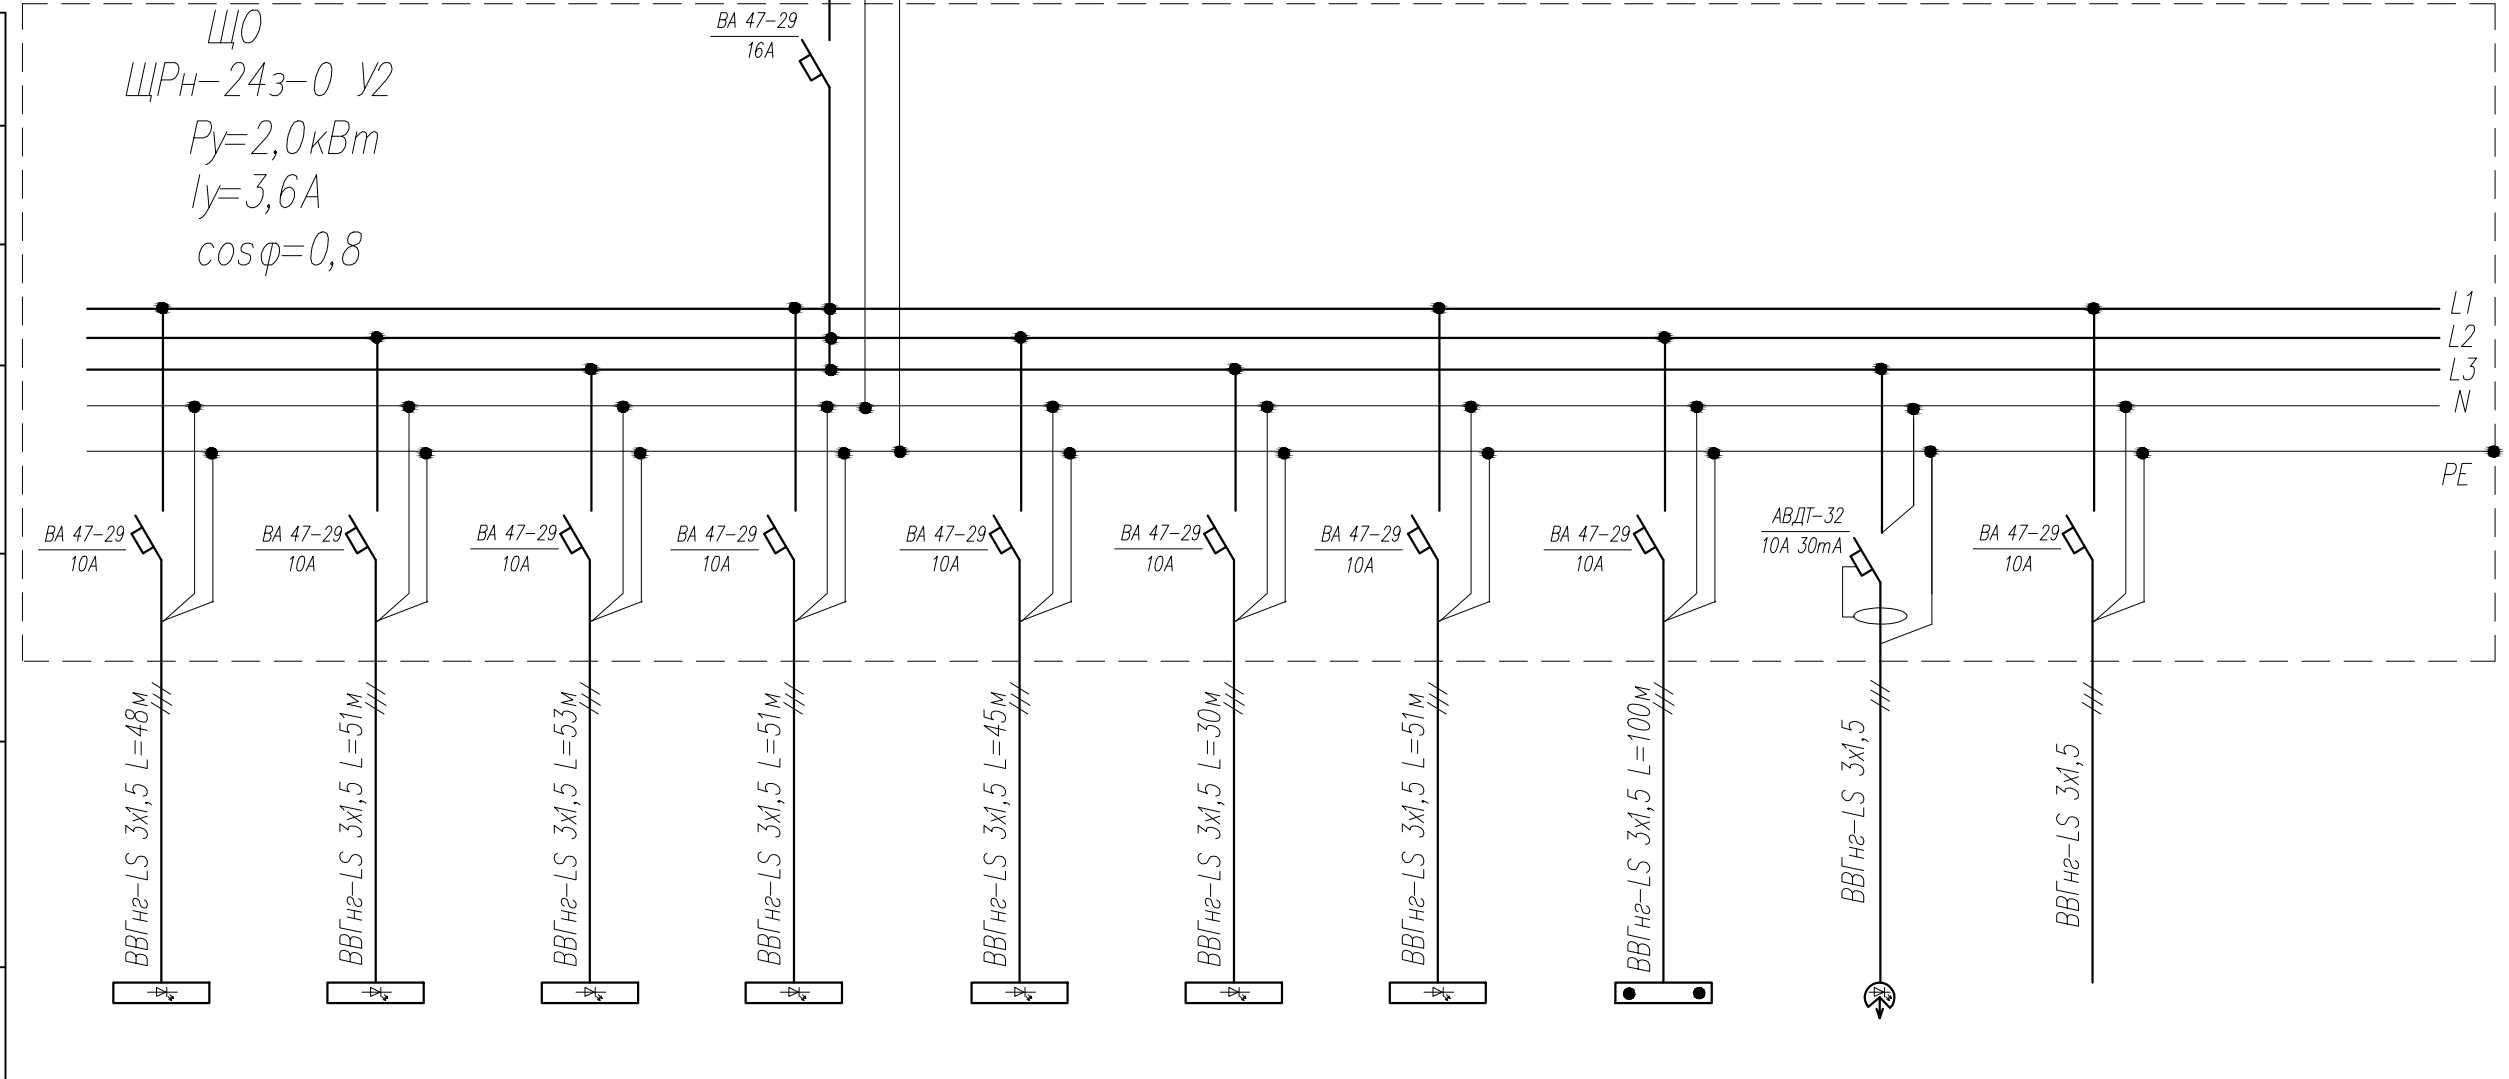 ЩО
ЩРн-24з-0 У2
Ру=2,0кВт
Iу=3,6А
cosφ=0,8
ВА 47-29
16А
L1
L2
L3
N
PE
ВА 47-29
10А
ВА 47-29
10А
ВА 47-29
10А
ВА 47-29
10А
ВА 47-29
10А
ВА 47-29
10А
ВА 47-29
10А
ВА 47-29
10А
АВДТ-32
10А 30mA
ВА 47-29
10А
ВВГнг-LS 3х1,5 L=48м
ВВГнг-LS 3х1,5 L=51м
ВВГнг-LS 3х1,5 L=53м
ВВГнг-LS 3х1,5 L=51м
ВВГнг-LS 3х1,5 L=45м
ВВГнг-LS 3х1,5 L=30м
ВВГнг-LS 3х1,5 L=51м
ВВГнг-LS 3х1,5 L=100м
ВВГнг-LS 3х1,5
ВВГнг-LS 3х1,5